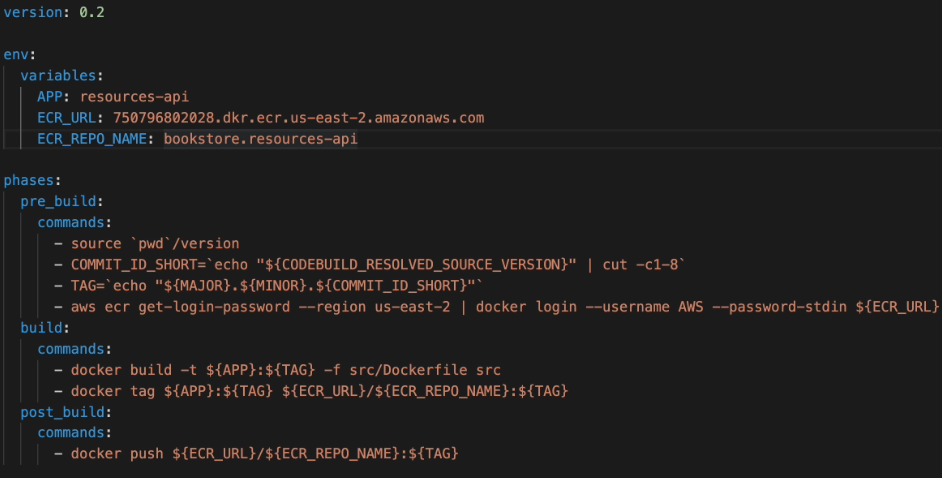 version: 0.2
env:
variables:
APP: resources-api
ECR_URL: 750796802028.dkr.ecr.us-east-2.amazonaws.com
ECR_REPO_NAME: bookstore.resources-api
phases:
pre_build:
commands:
- source `pwd`/version
- COMMIT_ID_SHORT=`echo "${CODEBUILD_RESOLVED_SOURCE_VERSION}" | cut -c1-8`
- TAG=`echo "${MAJOR}.${MINOR}.${COMMIT_ID_SHORT}"`
- aws ecr get-login-password --region us-east-2 | docker login --username AWS --password-stdin ${ECR_URL}
build:
commands:
- docker build -t ${APP}:${TAG} -f src/Dockerfile src
- docker tag ${APP}:${TAG} ${ECR_URL}/${ECR_REPO_NAME}:${TAG}
post_build:
commands:
- docker push ${ECR_URL}/${ECR_REPO_NAME}:${TAG}